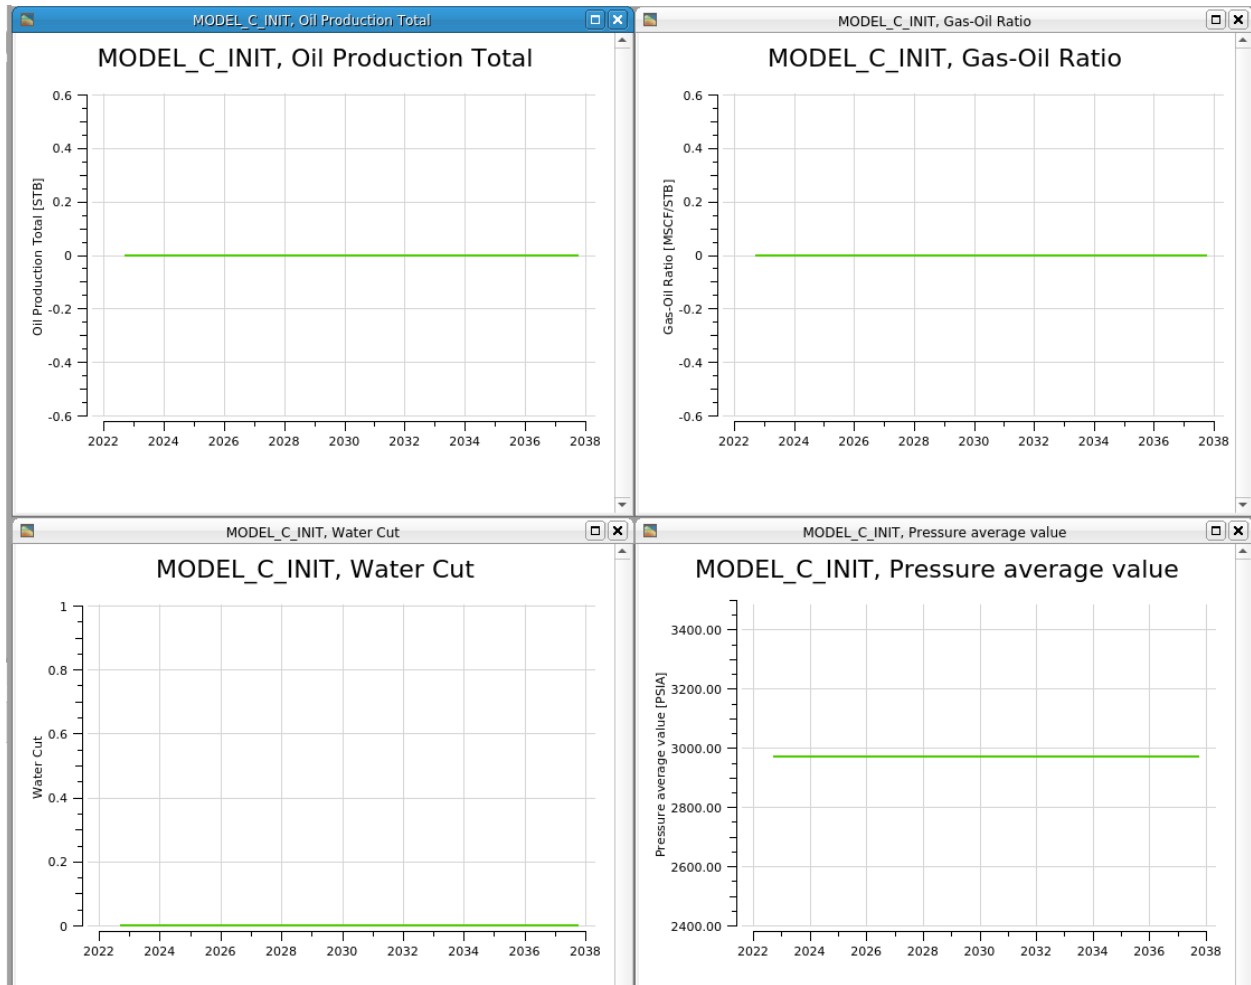 MODEL_C_INIT, Oil Production Total
MODEL_C_INIT, Oil Production Total
Oil Production Total [STB]
0.6
0.4
0.2
0
-0.2
-0.4
-0.6
2022 2024 2026 2028 2030 2032 2034 2036 2038
MODEL_C_INIT, Gas-Oil Ratio
MODEL_C_INIT, Gas-Oil Ratio
Gas-Oil Ratio [MSCF/STB]
0.6
0.4
0.2
0
-0.2
-0.4
-0.6
2022 2024 2026 2028 2030 2032 2034 2036 2038
MODEL_C_INIT, Water Cut
MODEL_C_INIT, Water Cut
Water Cut
1
0.8
0.6
0.4
0.2
0
2022 2024 2026 2028 2030 2032 2034 2036 2038
MODEL_C_INIT, Pressure average value
MODEL_C_INIT, Pressure average value
Pressure average value [PSIA]
3400.00
3200.00
3000.00
2800.00
2600.00
2400.00
2022 2024 2026 2028 2030 2032 2034 2036 2038